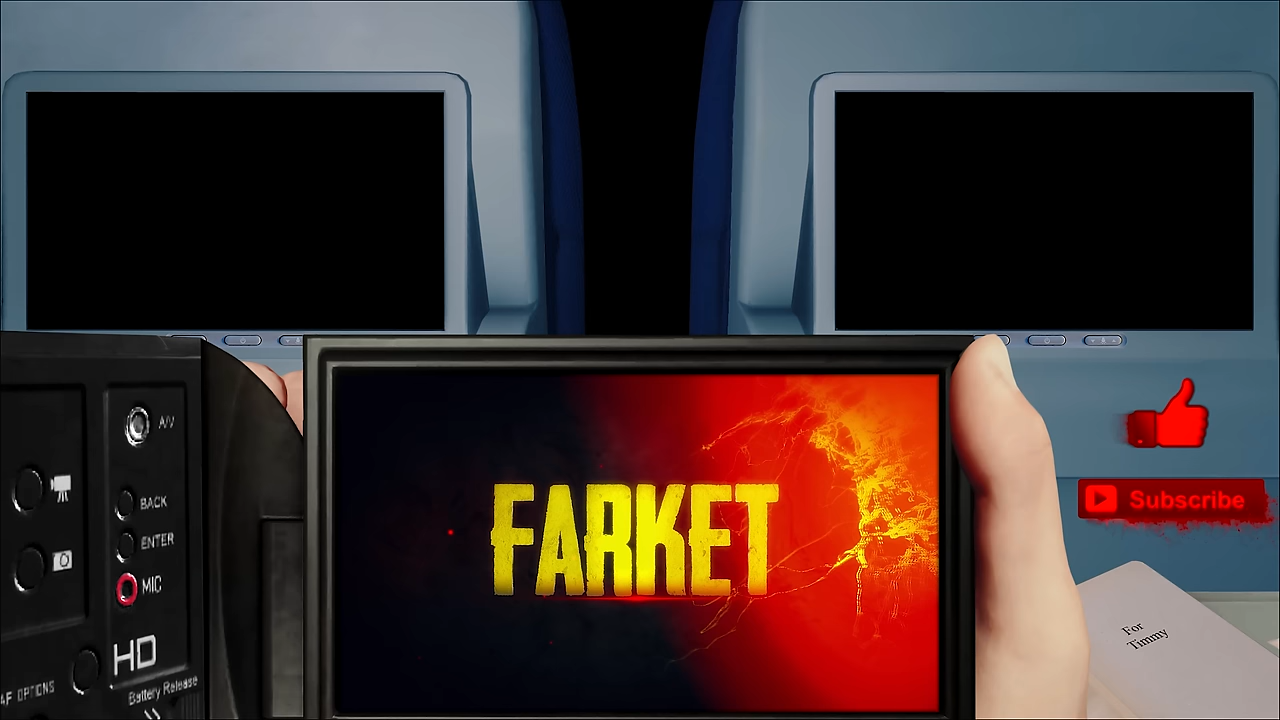 A/V
BACK
ENTER
MIC
HD
AF OPTIONS
Battery Release
FARKET
Subscribe
For
Timmy